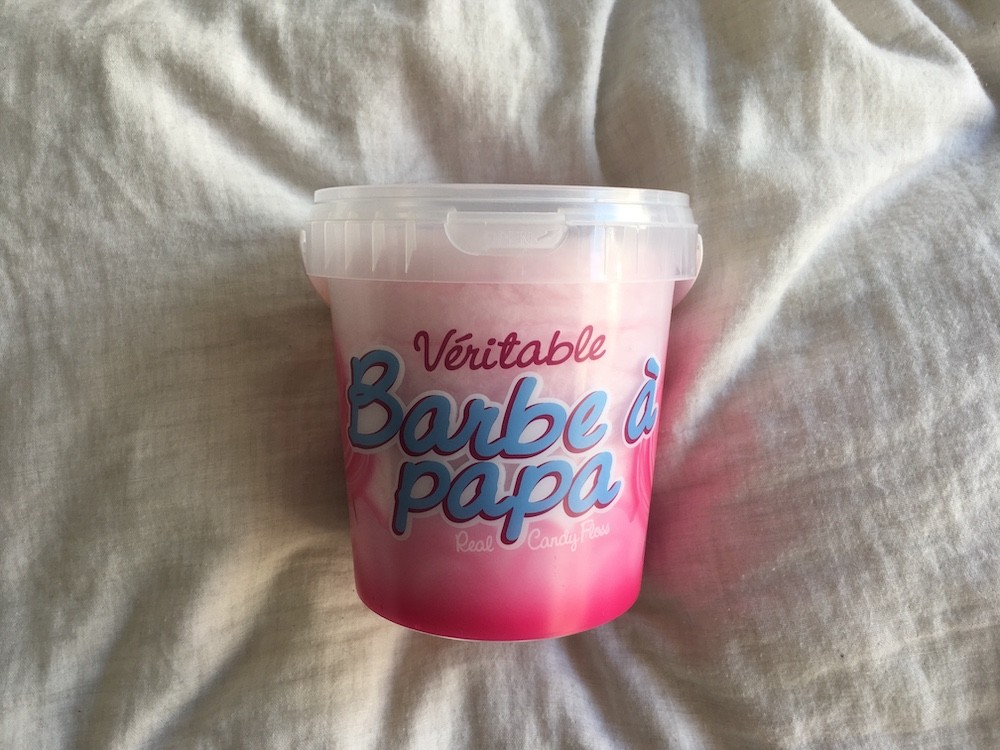 Véritable
Barbe à
papa
Real Candy Floss